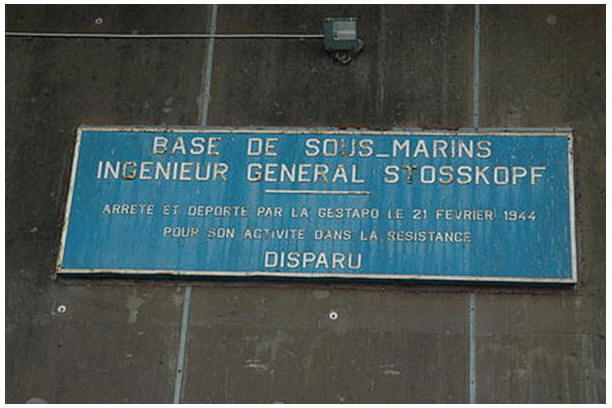 BASE DE SOUS_MARINS
INGENIEUR GENERAL STOSSKOPF
ARRETE ET DEPORTE PAR LA GESTAPO LE 21 FEVRIER 1944
POUR SON ACTIVITE DANS LA RESISTANCE
DISPARU